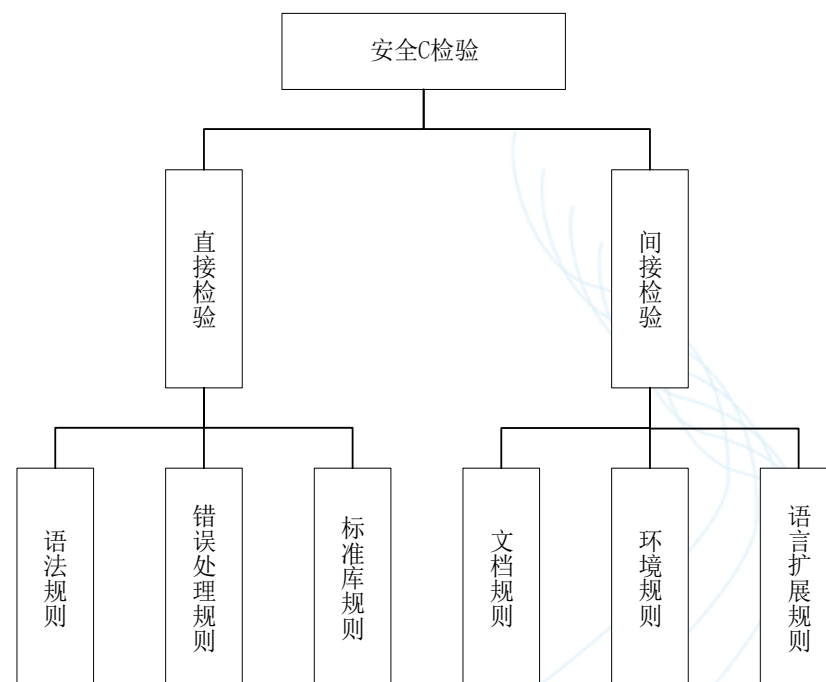 安全C检验
直接检验
间接检验
语法规则
错误处理规则
标准库规则
文档规则
环境规则
语言扩展规则